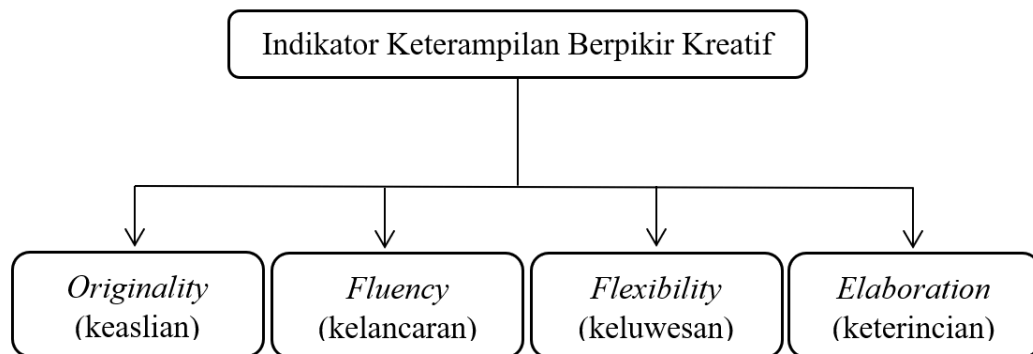 Indikator Keterampilan Berpikir Kreatif
Originality
(keaslian)
Fluency
(kelancaran)
Flexibility
(keluwesan)
Elaboration
(keterincian)